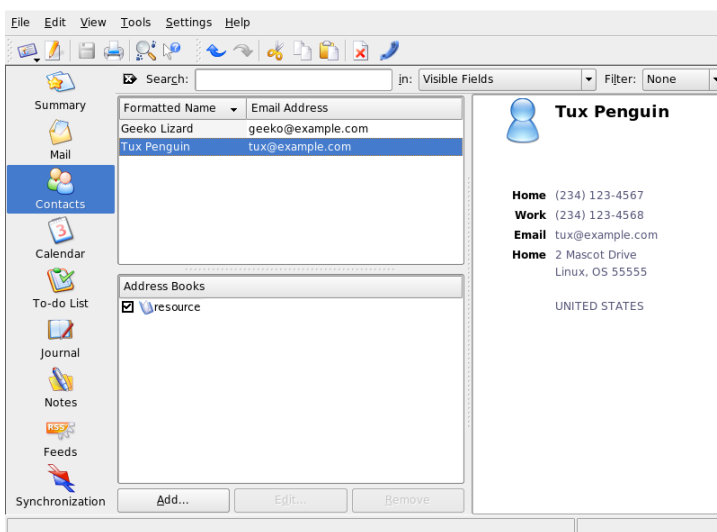 File Edit View Tools Settings Help
Search: in: Visible Fields Filter: None
Summary
Mail
Contacts
3
Calendar
To-do List
Journal
Notes
RSS
Feeds
Synchronization
Formatted Name Email Address
Geeko Lizard geeko@example.com
Tux Penguin tux@example.com
Address Books
resource
Add... Edit... Remove
Tux Penguin
Home (234) 123-4567
Work (234) 123-4568
Email tux@example.com
Home 2 Mascot Drive
Linux, OS 55555
UNITED STATES